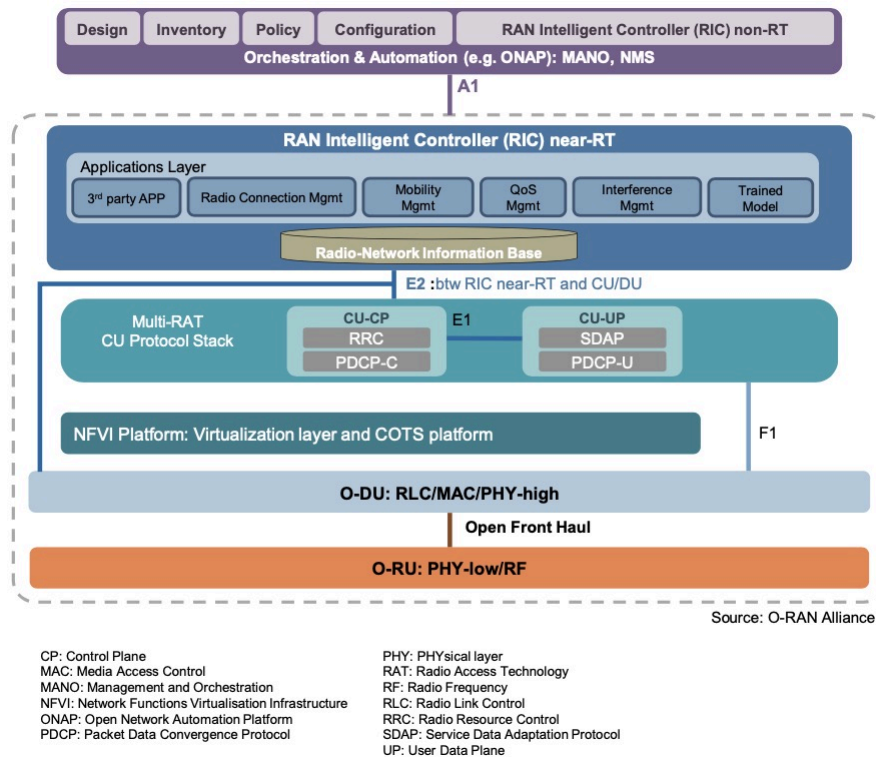 Design Inventory Policy Configuration RAN Intelligent Controller (RIC) non-RT
Orchestration & Automation (e.g. ONAP): MANO, NMS
A1
RAN Intelligent Controller (RIC) near-RT
Applications Layer
3rd party APP
Radio Connection Mgmt
Mobility
Mgmt
QoS
Mgmt
Interference
Mgmt
Trained
Model
Radio-Network Information Base
E2 :btw RIC near-RT and CU/DU
Multi-RAT
CU Protocol Stack
CU-CP
RRC
PDCP-C
E1
CU-UP
SDAP
PDCP-U
NFVI Platform: Virtualization layer and COTS platform
F1
O-DU: RLC/MAC/PHY-high
Open Front Haul
O-RU: PHY-low/RF
Source: O-RAN Alliance
CP: Control Plane
MAC: Media Access Control
MANO: Management and Orchestration
NFVI: Network Functions Virtualisation Infrastructure
ONAP: Open Network Automation Platform
PDCP: Packet Data Convergence Protocol
PHY: PHYsical layer
RAT: Radio Access Technology
RF: Radio Frequency
RLC: Radio Link Control
RRC: Radio Resource Control
SDAP: Service Data Adaptation Protocol
UP: User Data Plane